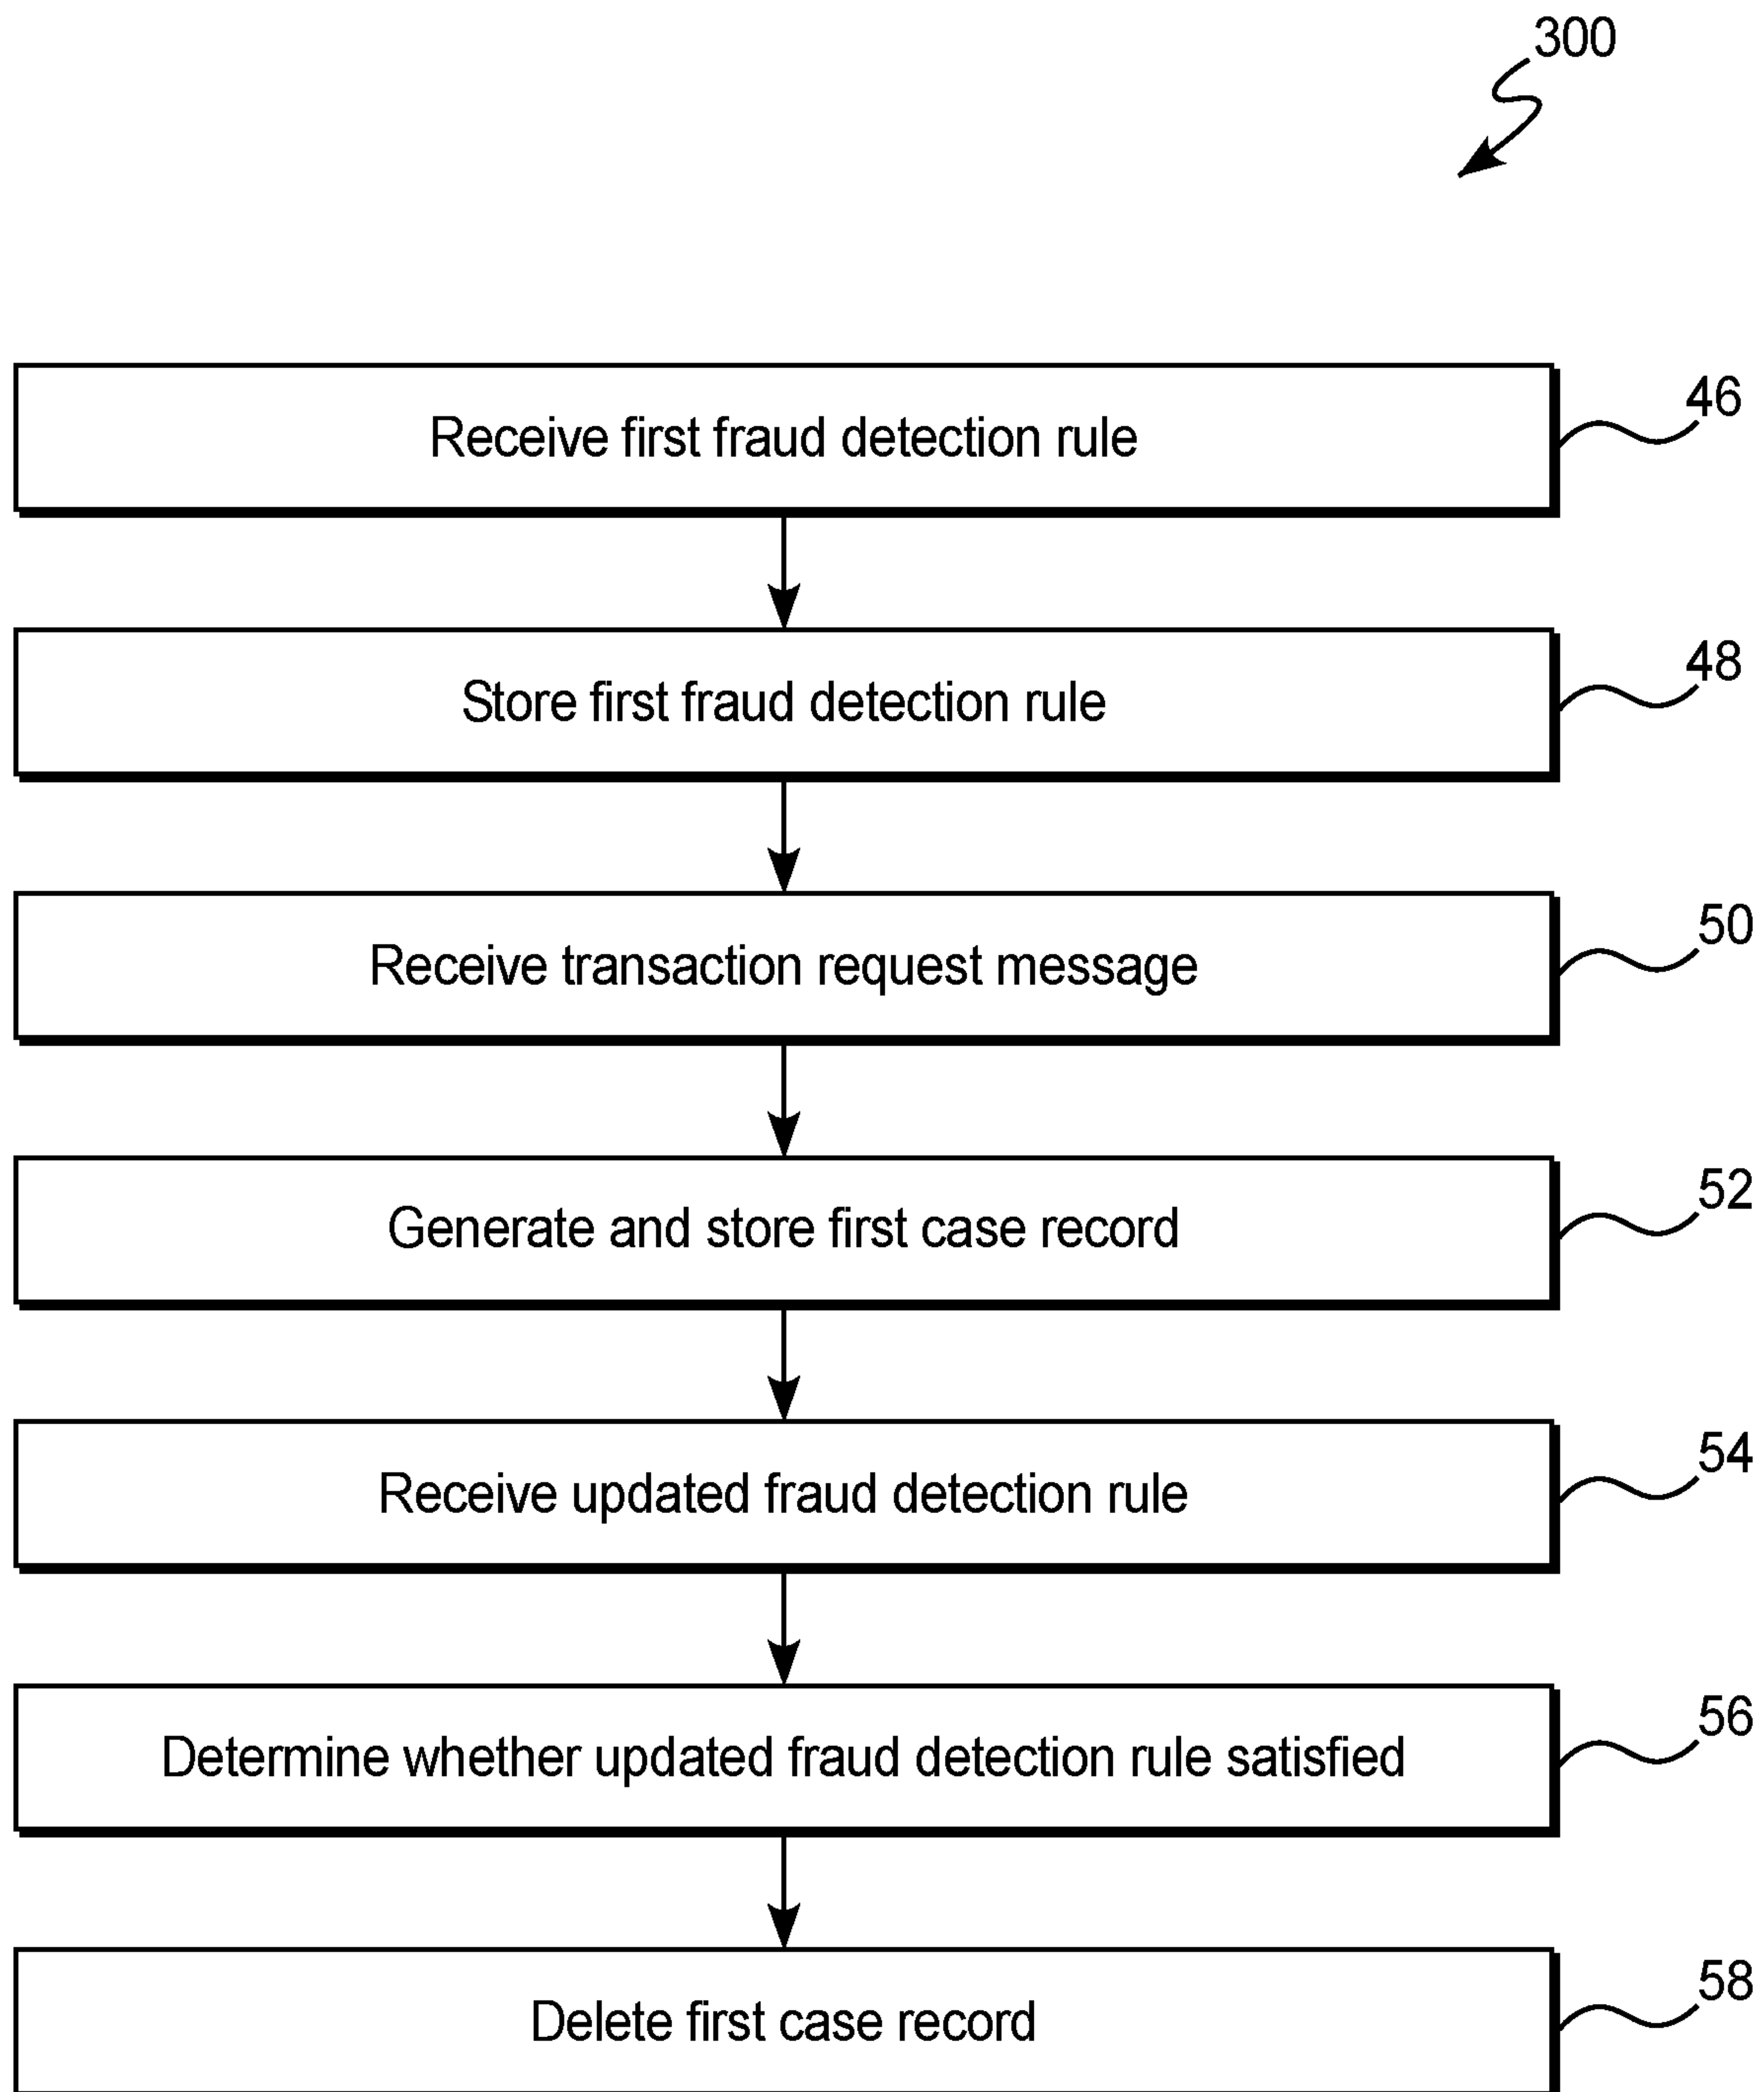 300
Receive first fraud detection rule
46
Store first fraud detection rule
48
Receive transaction request message
50
Generate and store first case record
52
Receive updated fraud detection rule
54
Determine whether updated fraud detection rule satisfied
56
Delete first case record
58